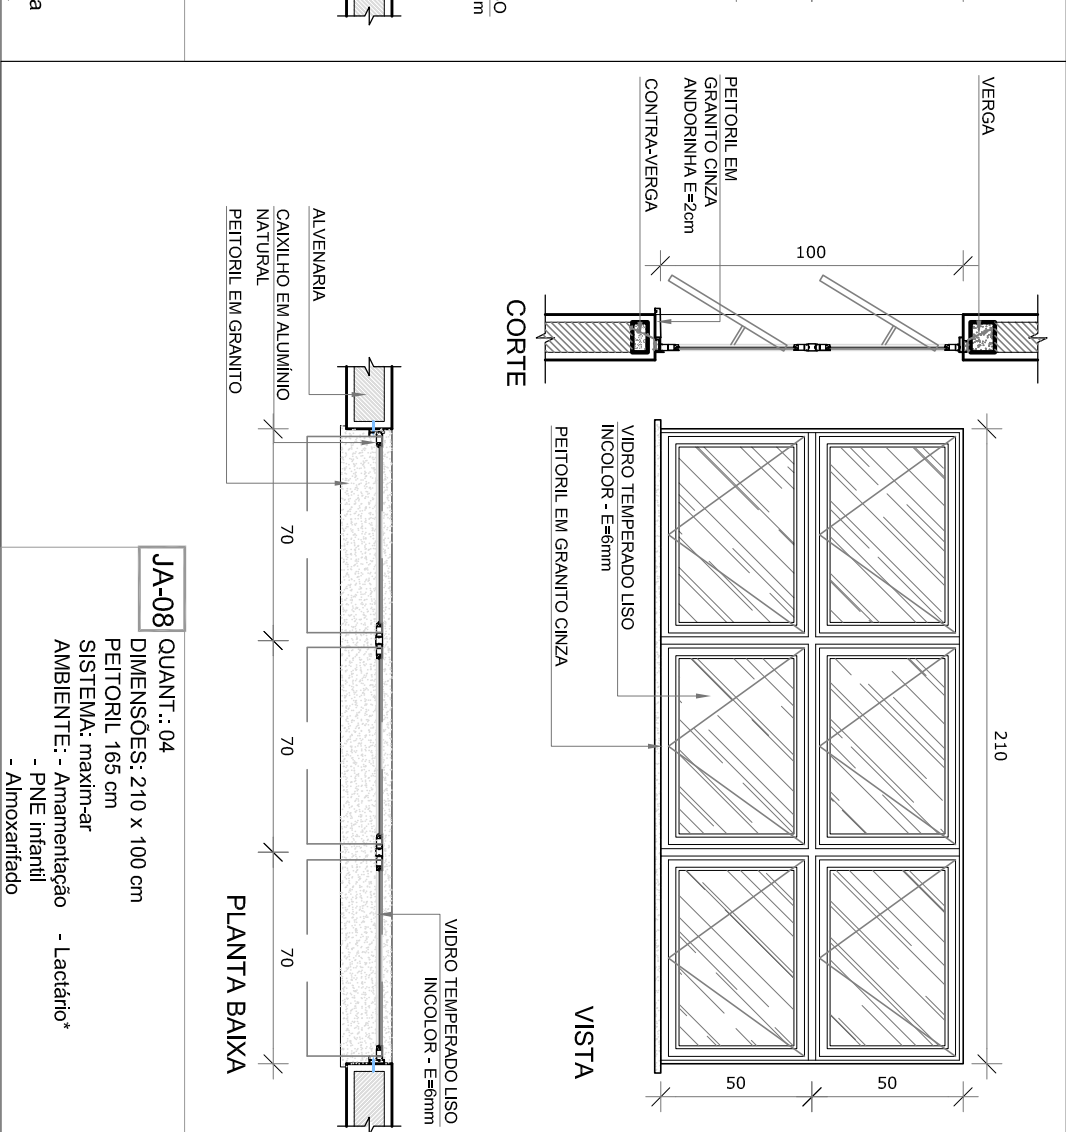 VERGA
PEITORIL EM
GRANITO CINZA
ANDORINHA E=2cm
CONTRA-VERGA
100
CORTE
210
50
50
VIDRO TEMPERADO LISO
INCOLOR - E=6mm
PEITORIL EM GRANITO CINZA
VISTA
ALVENARIA
CAIXILHO EM ALUMÍNIO
NATURAL
PEITORIL EM GRANITO
70
70
70
VIDRO TEMPERADO LISO
INCOLOR - E=6mm
PLANTA BAIXA
JA-08
QUANT.: 04
DIMENSÕES: 210 x 100 cm
PEITORIL 165 cm
SISTEMA: maxim-ar
AMBIENTE: - Amamentação - Lactário*
- PNE infantil
- Almoxarifado